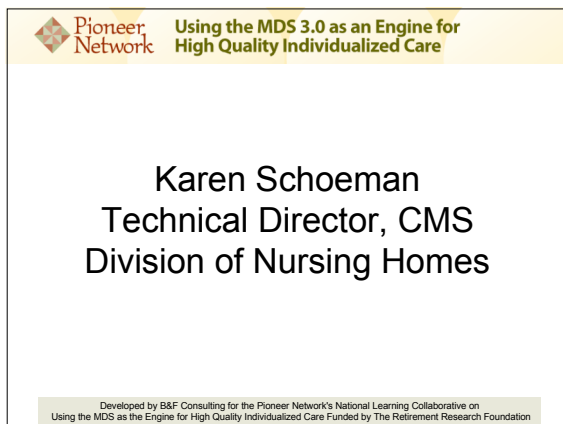 Pioneer Network
Using the MDS 3.0 as an Engine for
High Quality Individualized Care
Karen Schoeman
Technical Director, CMS
Division of Nursing Homes
Developed by B&F Consulting for the Pioneer Network's National Learning Collaborative on
Using the MDS as the Engine for High Quality Individualized Care Funded by The Retirement Research Foundation